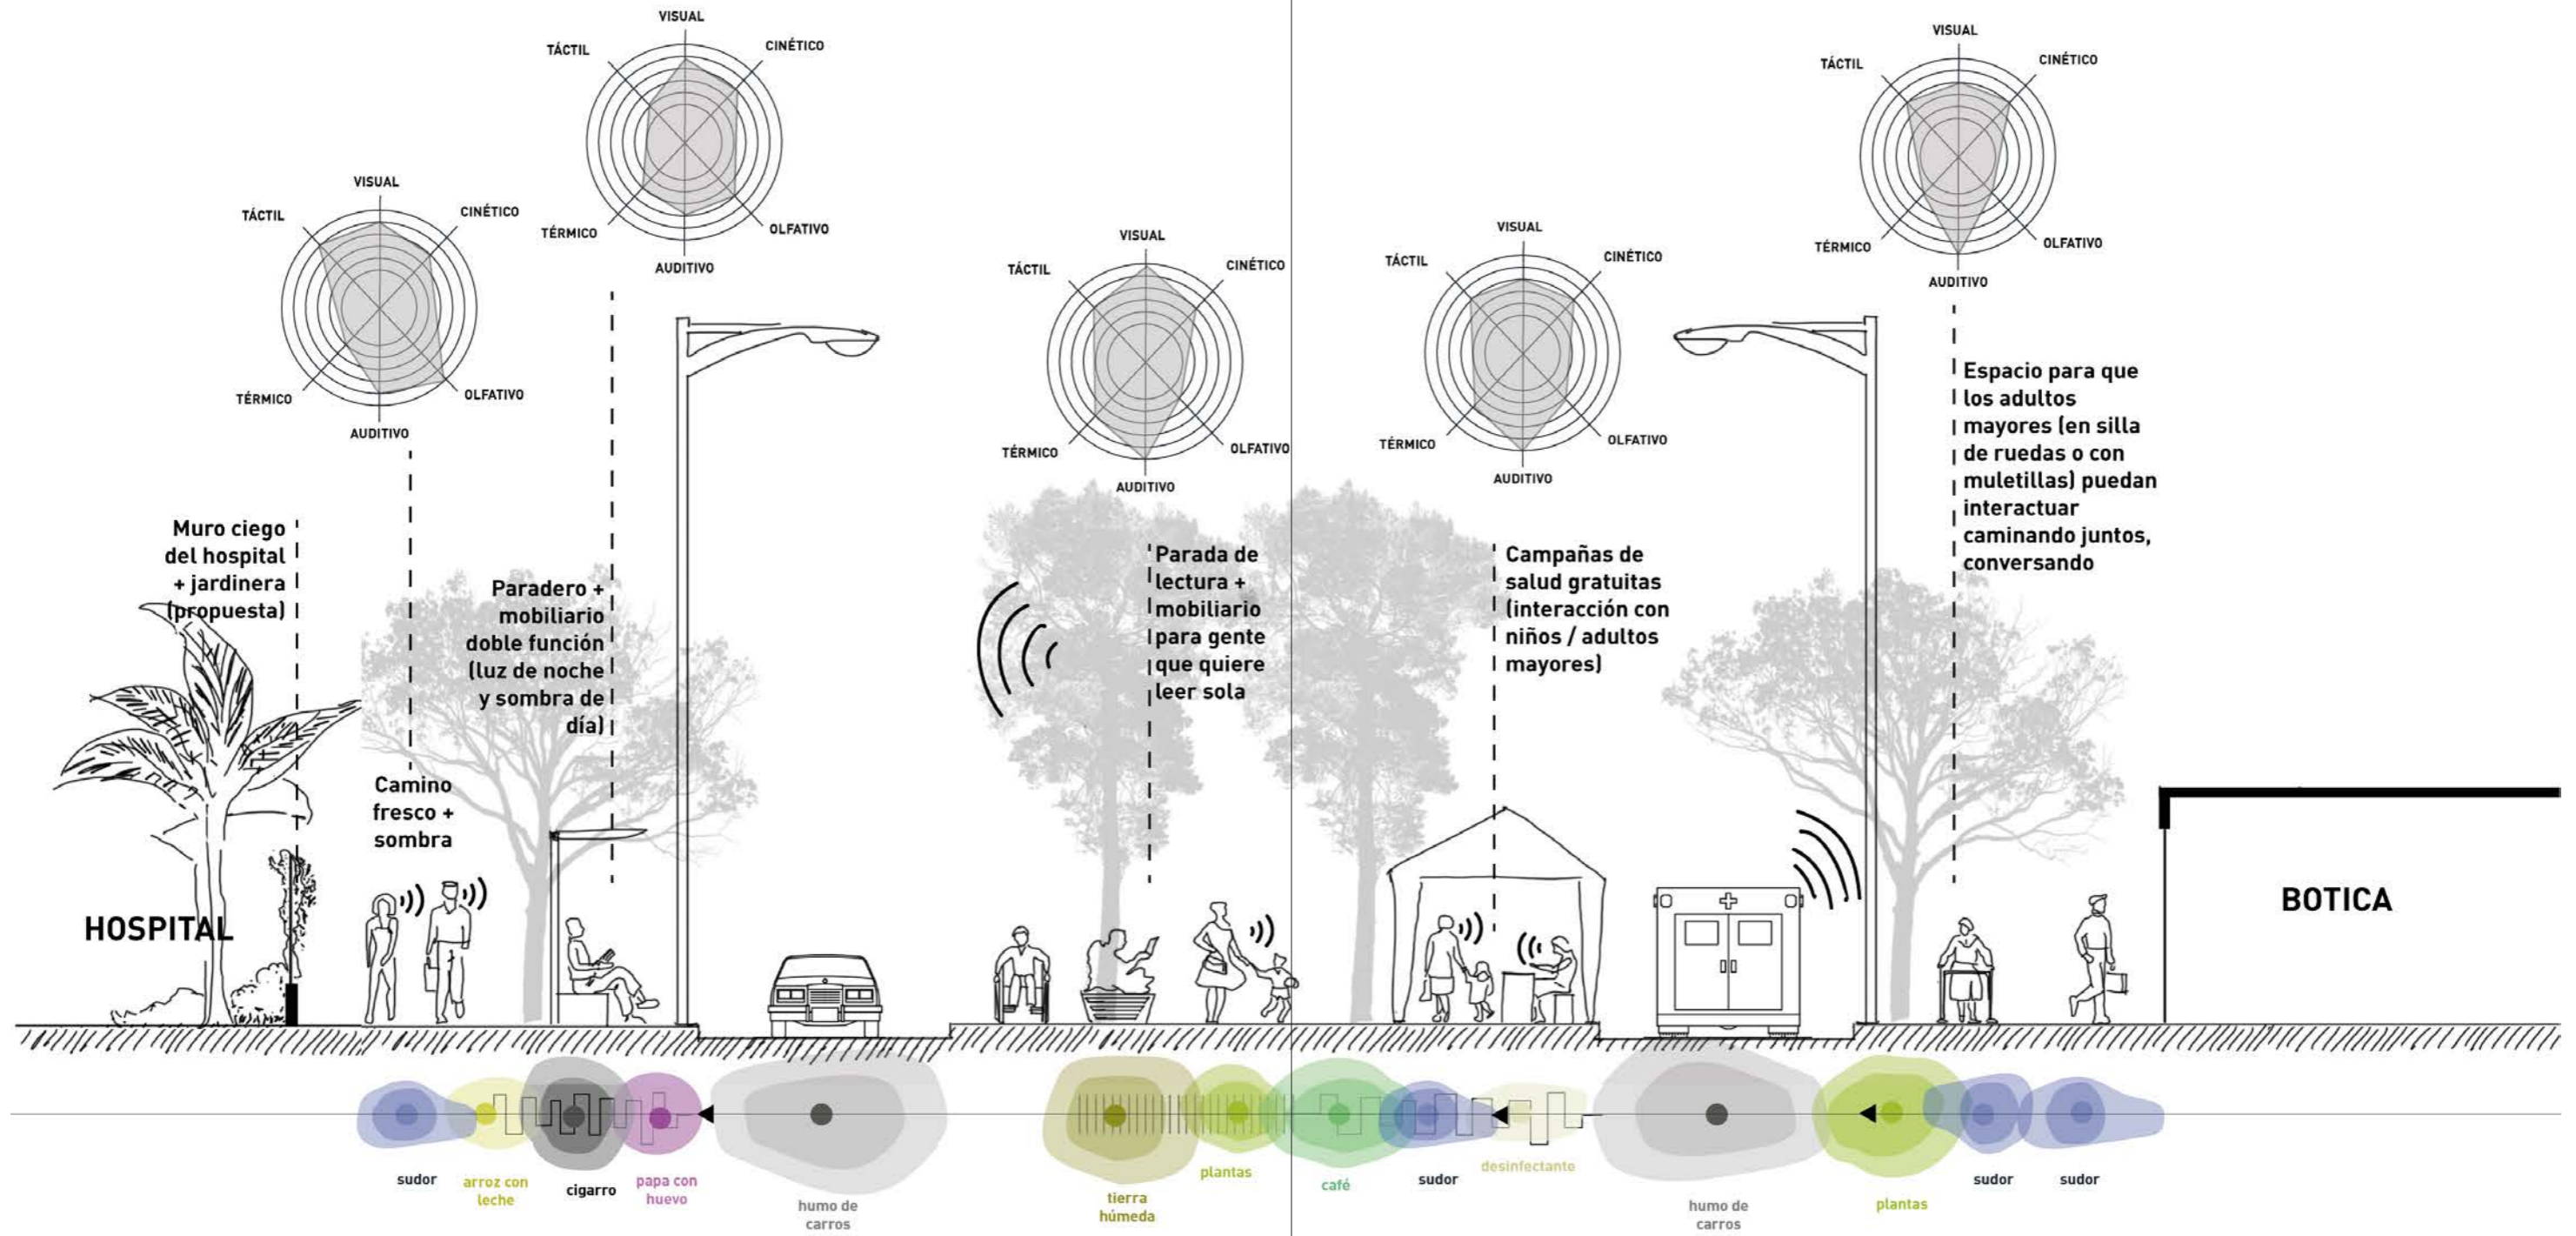 VISUAL
TÁCTIL
CINÉTICO
TÉRMICO
OLFATIVO
AUDITIVO
VISUAL
TÁCTIL
CINÉTICO
TÉRMICO
OLFATIVO
AUDITIVO
VISUAL
TÁCTIL
CINÉTICO
TÉRMICO
OLFATIVO
AUDITIVO
VISUAL
TÁCTIL
CINÉTICO
TÉRMICO
OLFATIVO
AUDITIVO
VISUAL
TÁCTIL
CINÉTICO
TÉRMICO
OLFATIVO
AUDITIVO
Muro ciego
del hospital
+ jardinera
(propuesta)
Camino
fresco +
sombra
Paradero +
mobiliario
doble función
(luz de noche
y sombra de
día)
Parada de
lectura +
mobiliario
para gente
que quiere
leer sola
Campañas de
salud gratuitas
(interacción con
niños / adultos
mayores)
Espacio para que
los adultos
mayores (en silla
de ruedas o con
muletillas) puedan
interactuar
caminando juntos,
conversando
HOSPITAL
BOTICA
sudor
arroz con
leche
cigarro
papa con
huevo
humo de
carros
tierra
húmeda
plantas
café
sudor
desinfectante
humo de
carros
plantas
sudor
sudor